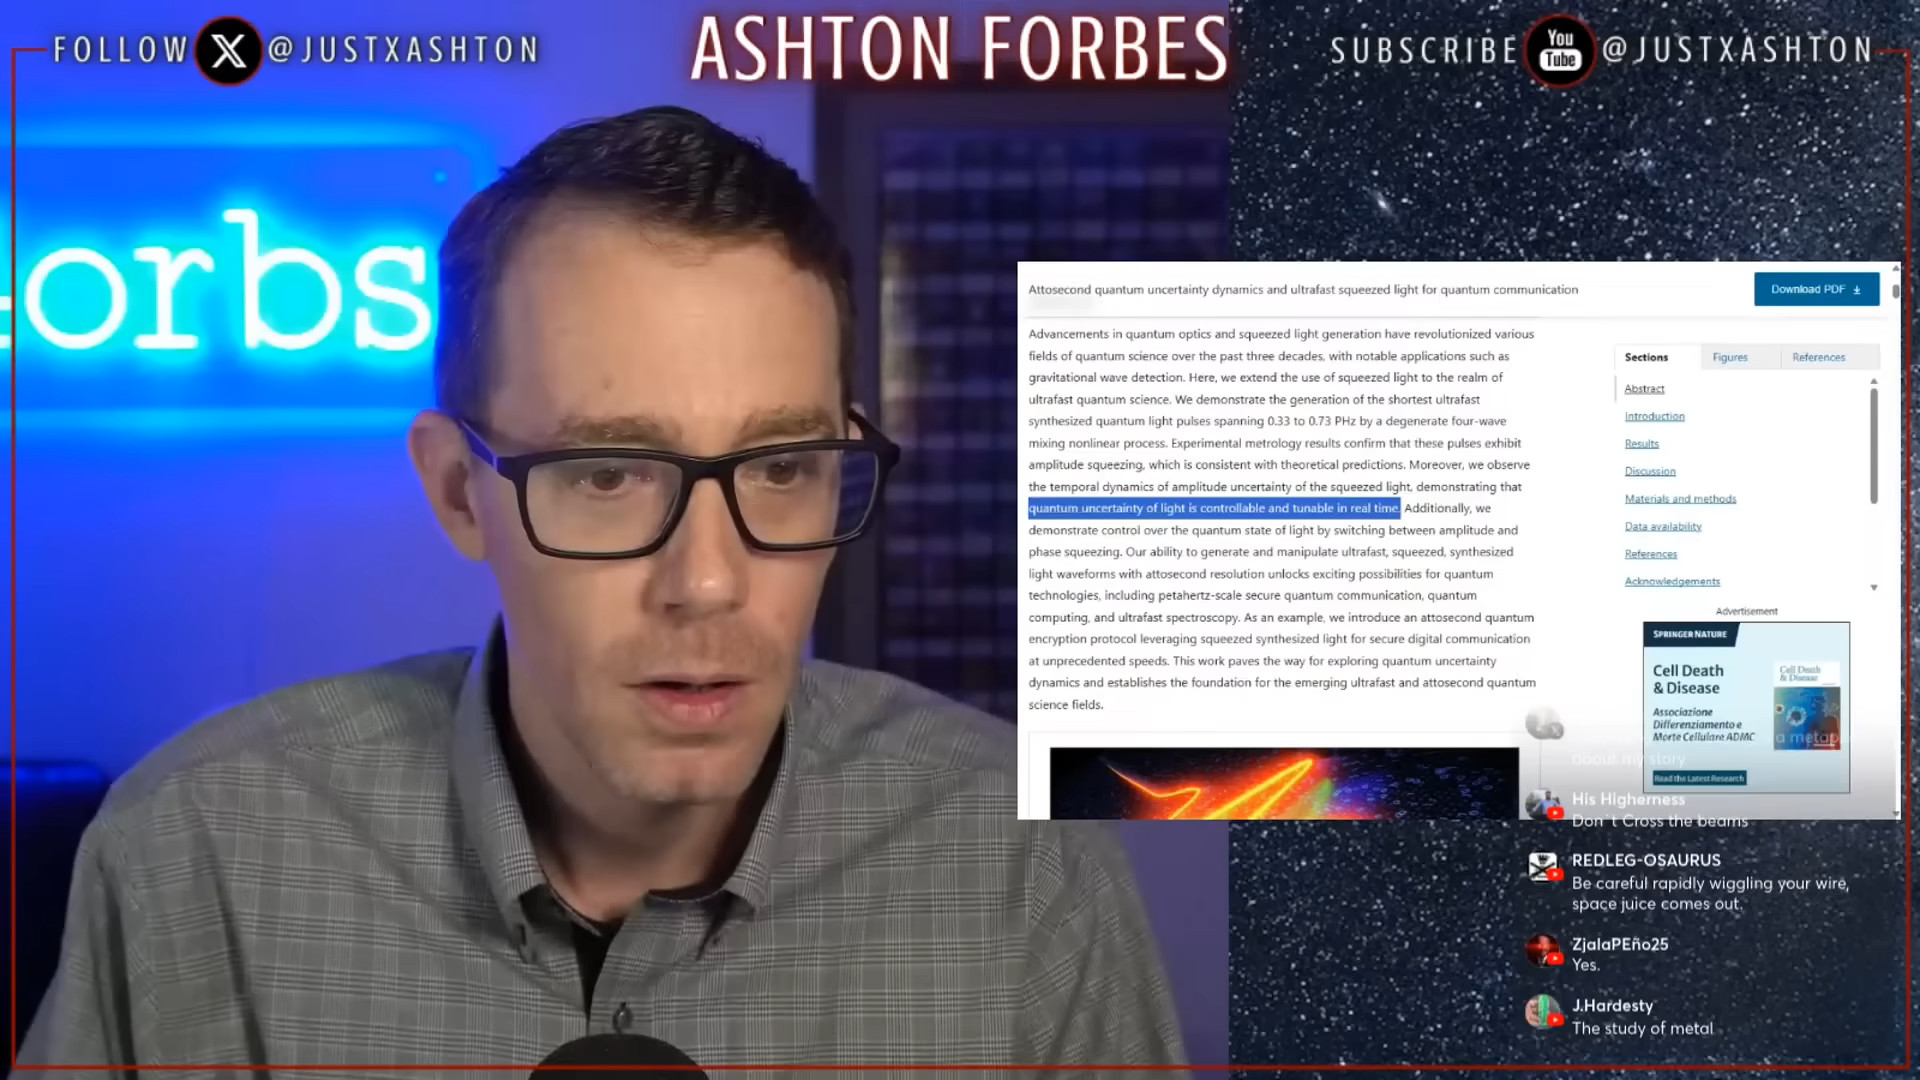 FOLLOW X @JUSTXASHTON
ASHTON FORBES
SUBSCRIBE You Tube @JUSTXASHTON
orbs
Attosecond quantum uncertainty dynamics and ultrafast squeezed light for quantum communication
Download PDF
Advancements in quantum optics and squeezed light generation have revolutionized various
fields of quantum science over the past three decades, with notable applications such as
gravitational wave detection. Here, we extend the use of squeezed light to the realm of
ultrafast quantum science. We demonstrate the generation of the shortest ultrafast
synthesized quantum light pulses spanning 0.33 to 0.73 PHz by a degenerate four-wave
mixing nonlinear process. Experimental metrology results confirm that these pulses exhibit
amplitude squeezing, which is consistent with theoretical predictions. Moreover, we observe
the temporal dynamics of amplitude uncertainty of the squeezed light, demonstrating that
quantum uncertainty of light is controllable and tunable in real time. Additionally, we
demonstrate control over the quantum state of light by switching between amplitude and
phase squeezing. Our ability to generate and manipulate ultrafast, squeezed, synthesized
light waveforms with attosecond resolution unlocks exciting possibilities for quantum
technologies, including petahertz-scale secure quantum communication, quantum
computing, and ultrafast spectroscopy. As an example, we introduce an attosecond quantum
encryption protocol leveraging squeezed synthesized light for secure digital communication
at unprecedented speeds. This work paves the way for exploring quantum uncertainty
dynamics and establishes the foundation for the emerging ultrafast and attosecond quantum
science fields.
Sections
Figures
References
Abstract
Introduction
Results
Discussion
Materials and methods
Data availability
References
Acknowledgements
Advertisement
SPRINGER NATURE
Cell Death
& Disease
Associazione
Differenziamento e
Morte Cellulare ADMC
Read the Latest Research
Cell Death
& Disease
about my story
His Higherness
Don`t Cross the beams
REDLEG-OSAURUS
Be careful rapidly wiggling your wire,
space juice comes out.
ZjalaPEño25
Yes.
J.Hardesty
The study of metal